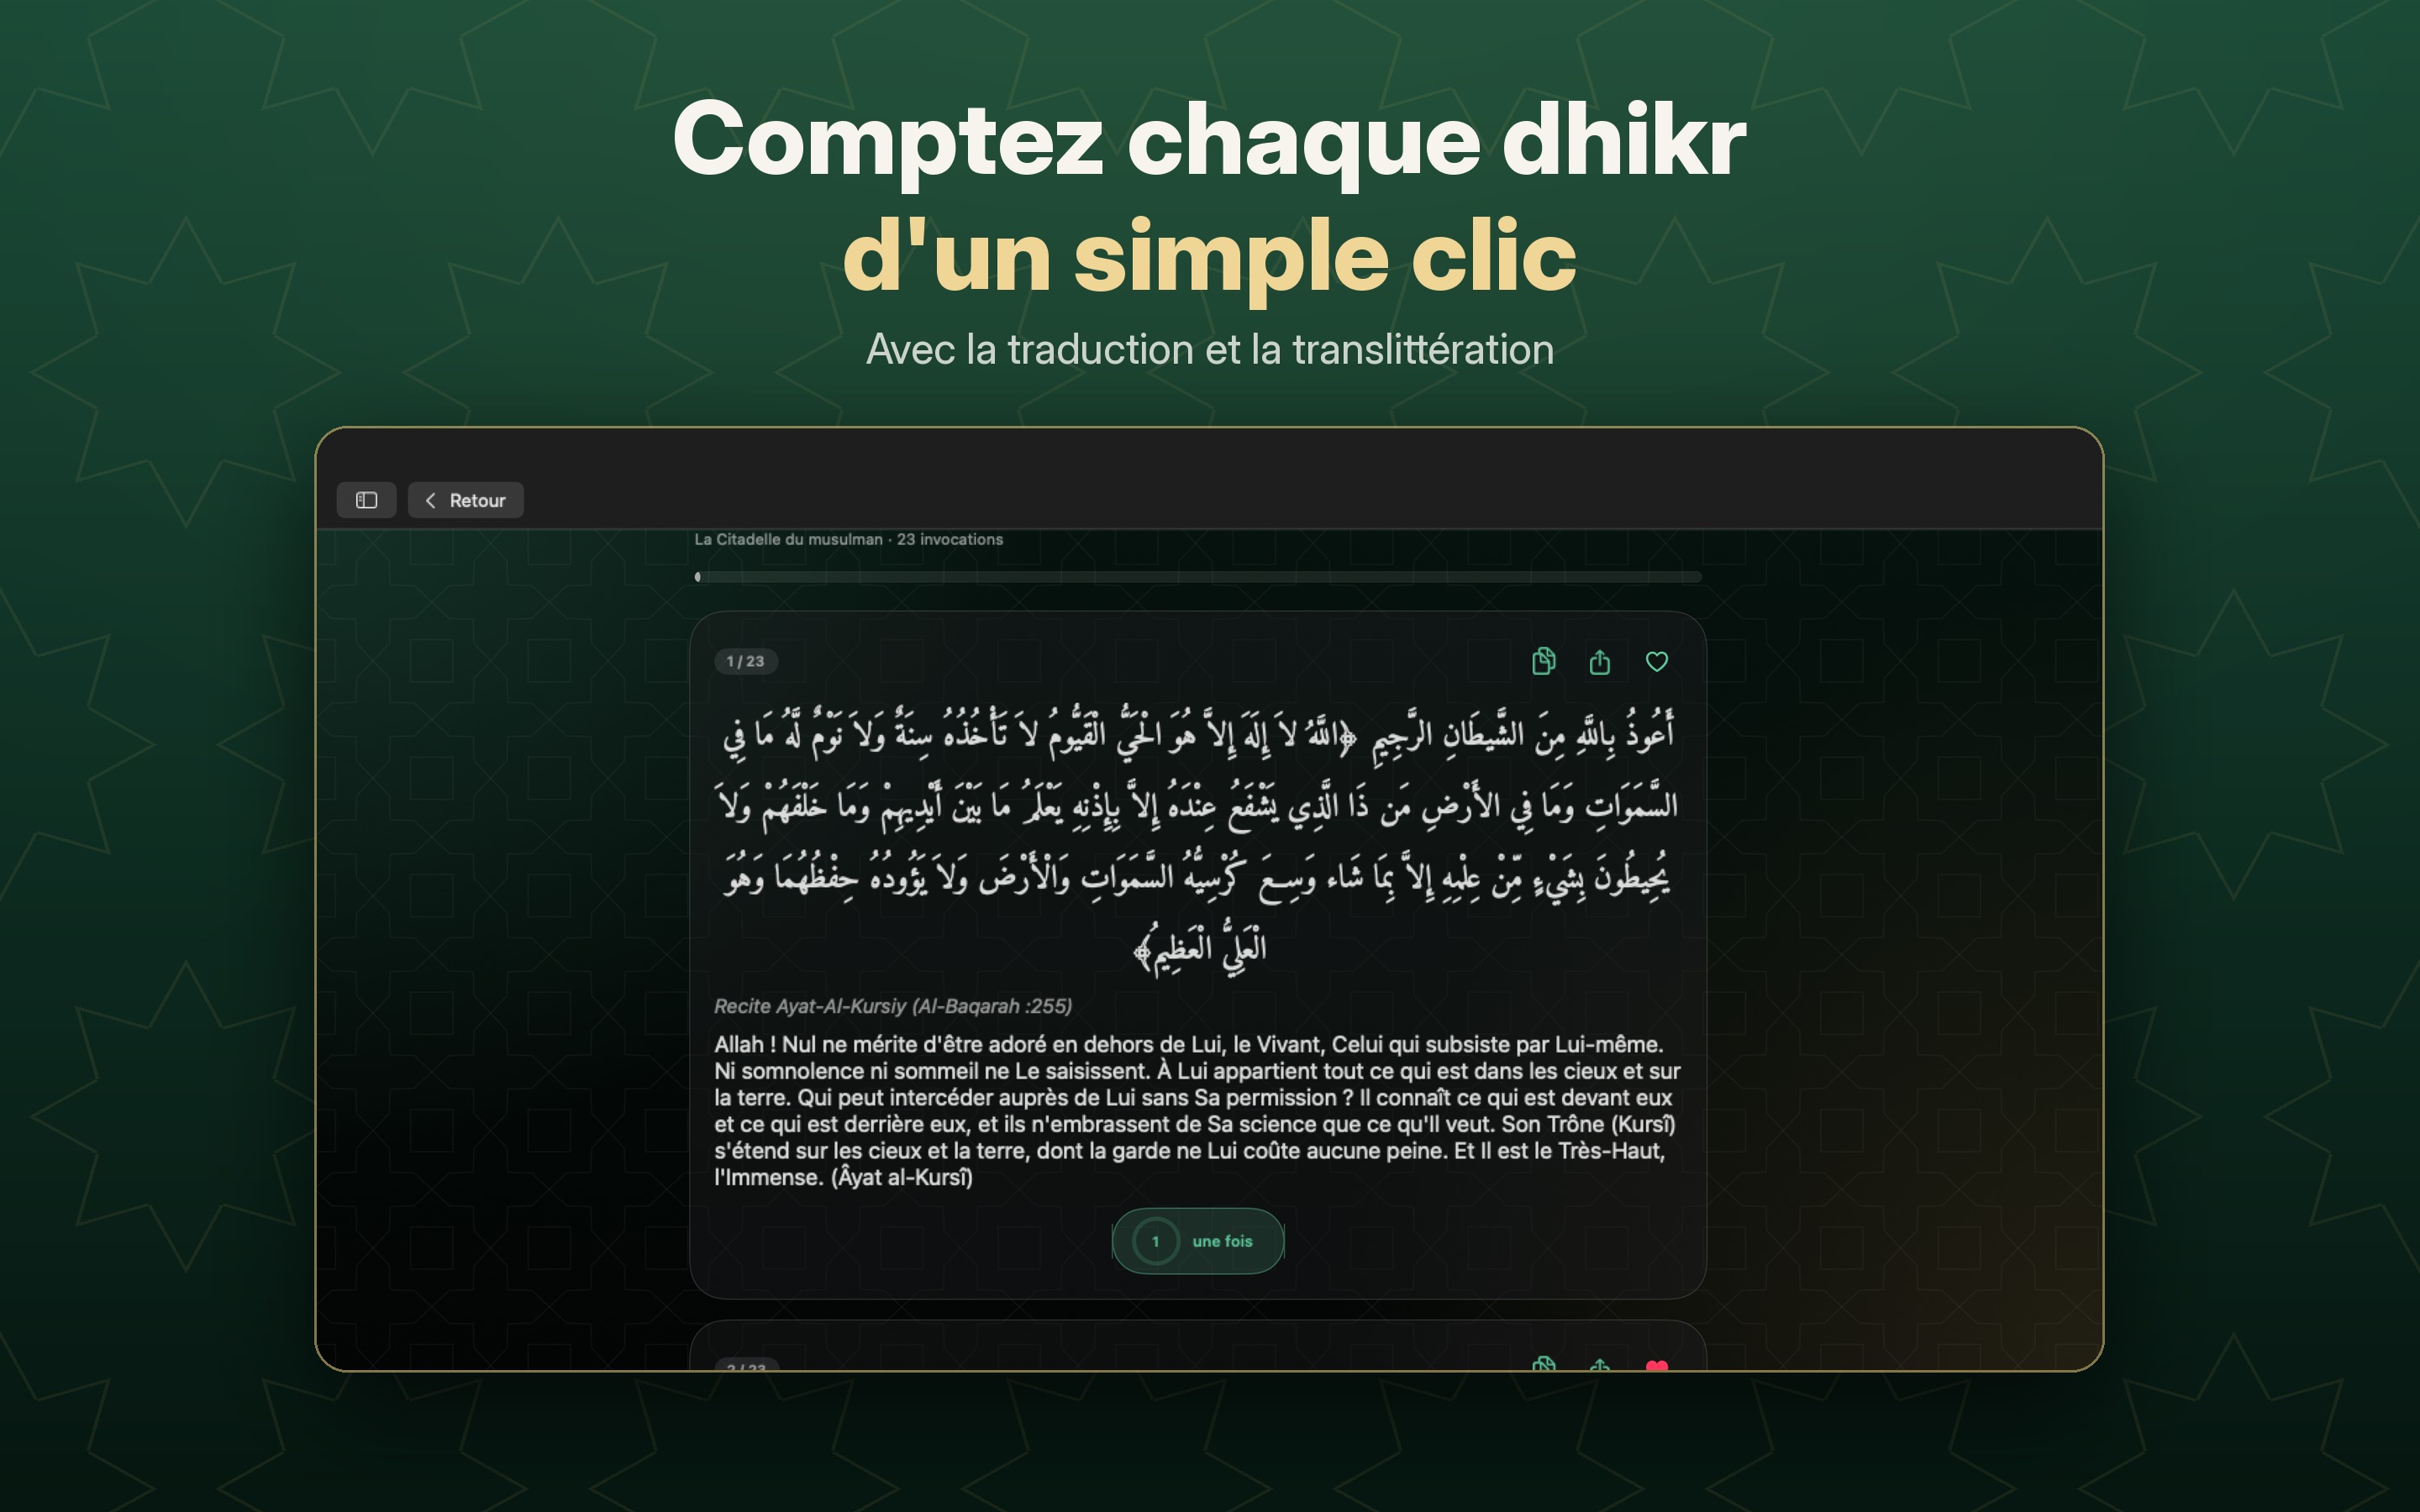 Comptez chaque dhikr
d'un simple clic
Avec la traduction et la translittération
Retour
La Citadelle du musulman · 23 invocations
1 / 23
أَعُوذُ بِاللَّهِ مِنَ الشَّيطَانِ الرَّجِيمِ ﴿اللَّهُ لاَ إِلَهَ إِلاَّ هُوَ الْحَيُّ الْقَيُّومُ لاَ تَأْخُذُهُ سِنَةٌ وَلاَ نَوْمٌ لَّهُ مَا فِي
السَّمَوَاتِ وَمَا فِي الأَرْضِ مَن ذَا الَّذِي يَشْفَعُ عِنْدَهُ إِلاَّ بِإِذْنِهِ يَعْلَمُ مَا بَيْنَ أَيْدِيهِمْ وَمَا خَلْفَهُمْ وَلاَ
يُحِيطُونَ بِشَيْءٍ مِّنْ عِلْمِهِ إِلاَّ بِمَا شَاء وَسِعَ كُرْسِيُّهُ السَّمَوَاتِ وَالْأَرْضَ وَلاَ يَؤُودُهُ حِفْظُهُمَا وَهُوَ
الْعَلِيُّ الْعَظِيمُ﴾
Recite Ayat-Al-Kursiy (Al-Baqarah :255)
Allah ! Nul ne mérite d'être adoré en dehors de Lui, le Vivant, Celui qui subsiste par Lui-même.
Ni somnolence ni sommeil ne Le saisissent. À Lui appartient tout ce qui est dans les cieux et sur
la terre. Qui peut intercéder auprès de Lui sans Sa permission ? Il connaît ce qui est devant eux
et ce qui est derrière eux, et ils n'embrassent de Sa science que ce qu'Il veut. Son Trône (Kursî)
s'étend sur les cieux et la terre, dont la garde ne Lui coûte aucune peine. Et Il est le Très-Haut,
l'Immense. (Âyat al-Kursî)
1 une fois
2 / 23